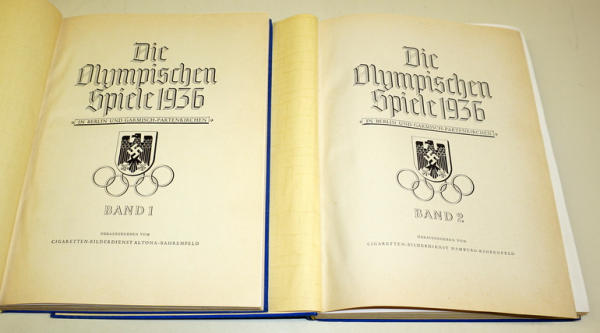 Die
Olympischen
Spiele 1936
IN BERLIN UND GARMISCH-PARTENKIRCHEN
BAND 1
HERAUSGEGEBEN VOM
CIGARETTEN-BILDERDIENST ALTONA-BAHRENFELD
Die
Olympischen
Spiele 1936
IN BERLIN UND GARMISCH-PARTENKIRCHEN
BAND 2
HERAUSGEGEBEN VOM
CIGARETTEN-BILDERDIENST HAMBURG-BAHRENFELD